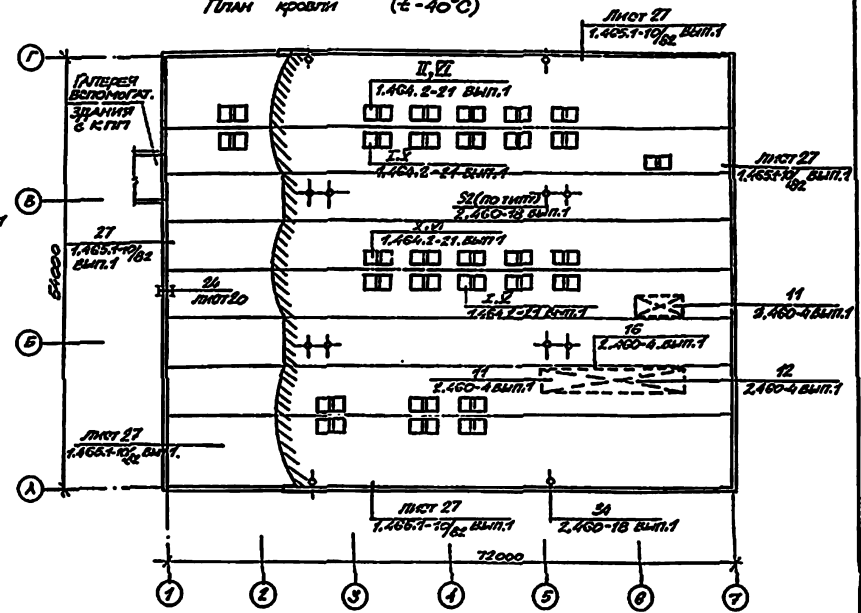 План кровли (t-40°С)
Лист 27
1.465.1-10/82 ВЫП.1
Г
ГАЛЕРЕЯ
ВСПОМОГАТ.
ЗДАНИЯ
с КПП
II, VI
1.464.2-21 ВЫП.1
I.V
1.464.2-21 ВЫП.1
Лист 27
1.465.1-10/82 ВЫП.1
В
52(по типу)
2.460-18 ВЫП.1
27
1.465.1-10/82
ВЫП.1
1.464.2-21 ВЫП.1
54000
24
ЛИСТ 20
I.V
1.464.2-21 ВЫП.1
11
2.460-4 ВЫП.1
16
2.460-4 ВЫП.1
Б
11
2.460-4 ВЫП.1
12
2.460-4 ВЫП.1
Лист 27
1.465.1-10/82 ВЫП.1.
А
Лист 27
1.465.1-10/82 ВЫП.1
34
2.460-18 ВЫП.1
72000
1 2 3 4 5 6 7